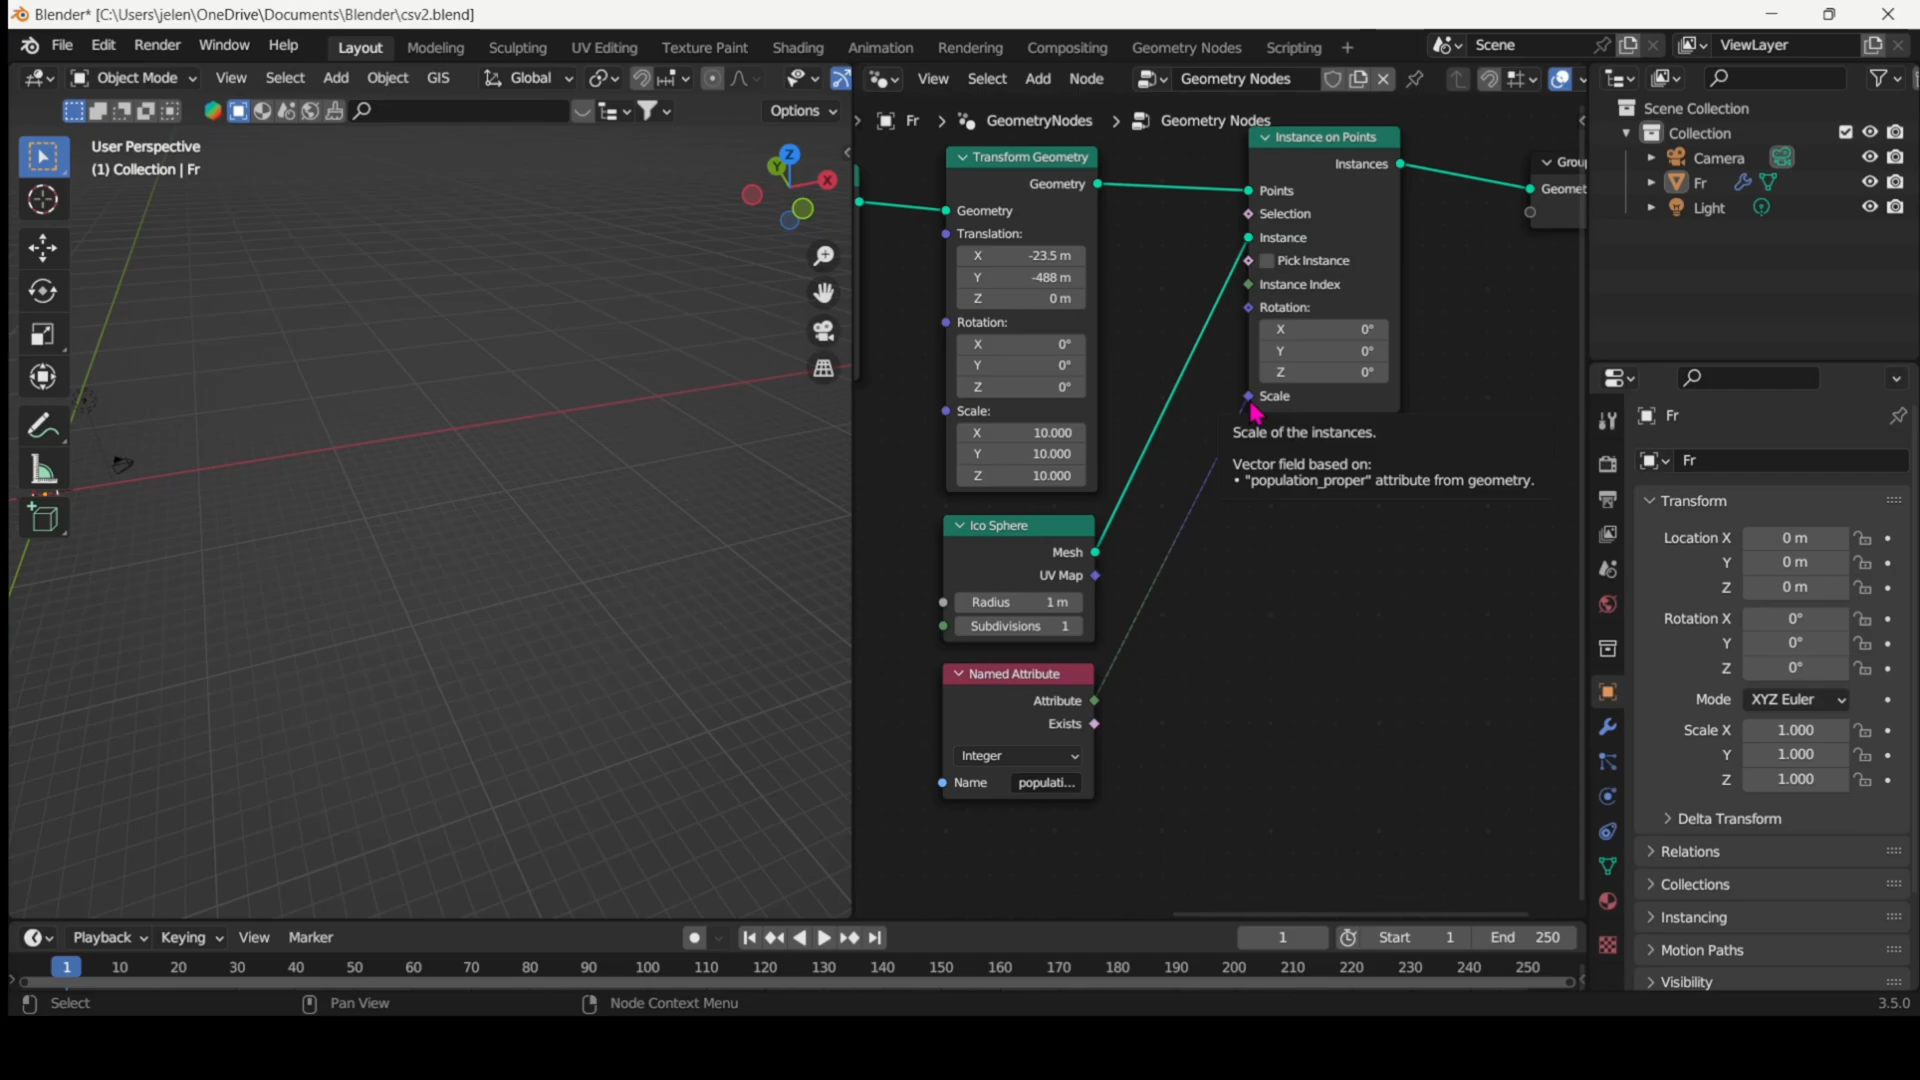 Blender* [C:\Users\jelen\OneDrive\Documents\Blender\csv2.blend]
File Edit Render Window Help Layout Modeling Sculpting UV Editing Texture Paint Shading Animation Rendering Compositing Geometry Nodes Scripting + Scene ViewLayer
Object Mode View Select Add Object GIS Global View Select Add Node Geometry Nodes
Options
Fr > GeometryNodes > Geometry Nodes
User Perspective
(1) Collection | Fr
Z
Y
X
Transform Geometry
Geometry
Geometry
Translation:
X -23.5 m
Y -488 m
Z 0 m
Rotation:
X 0°
Y 0°
Z 0°
Scale:
X 10.000
Y 10.000
Z 10.000
Ico Sphere
Mesh
UV Map
Radius 1 m
Subdivisions 1
Named Attribute
Attribute
Exists
Integer
Name populati...
Instance on Points
Instances
Points
Selection
Instance
Pick Instance
Instance Index
Rotation:
X 0°
Y 0°
Z 0°
Scale
Scale of the instances.
Vector field based on:
• "population_proper" attribute from geometry.
Grou
Geomet
Scene Collection
Collection
Camera
Fr
Light
Fr
Fr
Transform
Location X 0 m
Y 0 m
Z 0 m
Rotation X 0°
Y 0°
Z 0°
Mode XYZ Euler
Scale X 1.000
Y 1.000
Z 1.000
Delta Transform
Relations
Collections
Instancing
Motion Paths
Visibility
Playback Keying View Marker 1 Start 1 End 250
1 10 20 30 40 50 60 70 80 90 100 110 120 130 140 150 160 170 180 190 200 210 220 230 240 250
Select Pan View Node Context Menu 3.5.0